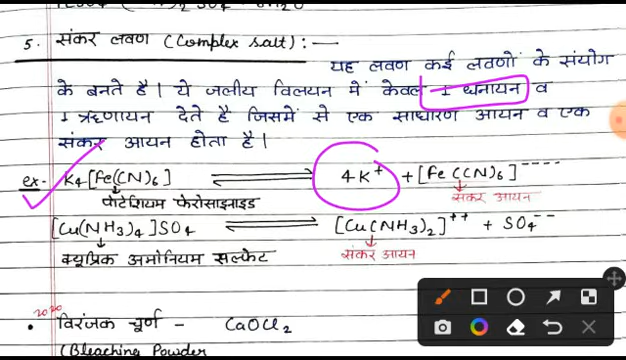 5. संकर लवण (Complex salt) : —
यह लवण कई लवणों के संयोग
के बनते है। ये जलीय विलयन में केवल 1 धनायन व
1 ऋणायन देते है जिसमें से एक साधारण आयन व एक
संकर आयन होता है।
ex- K4[Fe(CN)6] ⇌ 4K+ + [Fe(CN)6]----
पोटेशियम फेरोसाइनाइड संकर आयन
[Cu(NH3)4]SO4 ⇌ [Cu(NH3)2]++ + SO4--
क्यूप्रिक अमोनियम सल्फेट संकर आयन
2020
• विरंजक चूर्ण - CaOCl2
(Bleaching Powder